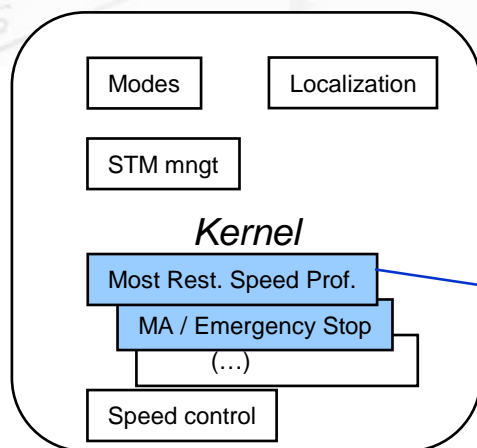 Modes
Localization
STM mngt
Kernel
Most Rest. Speed Prof.
MA / Emergency Stop
(…)
Speed control